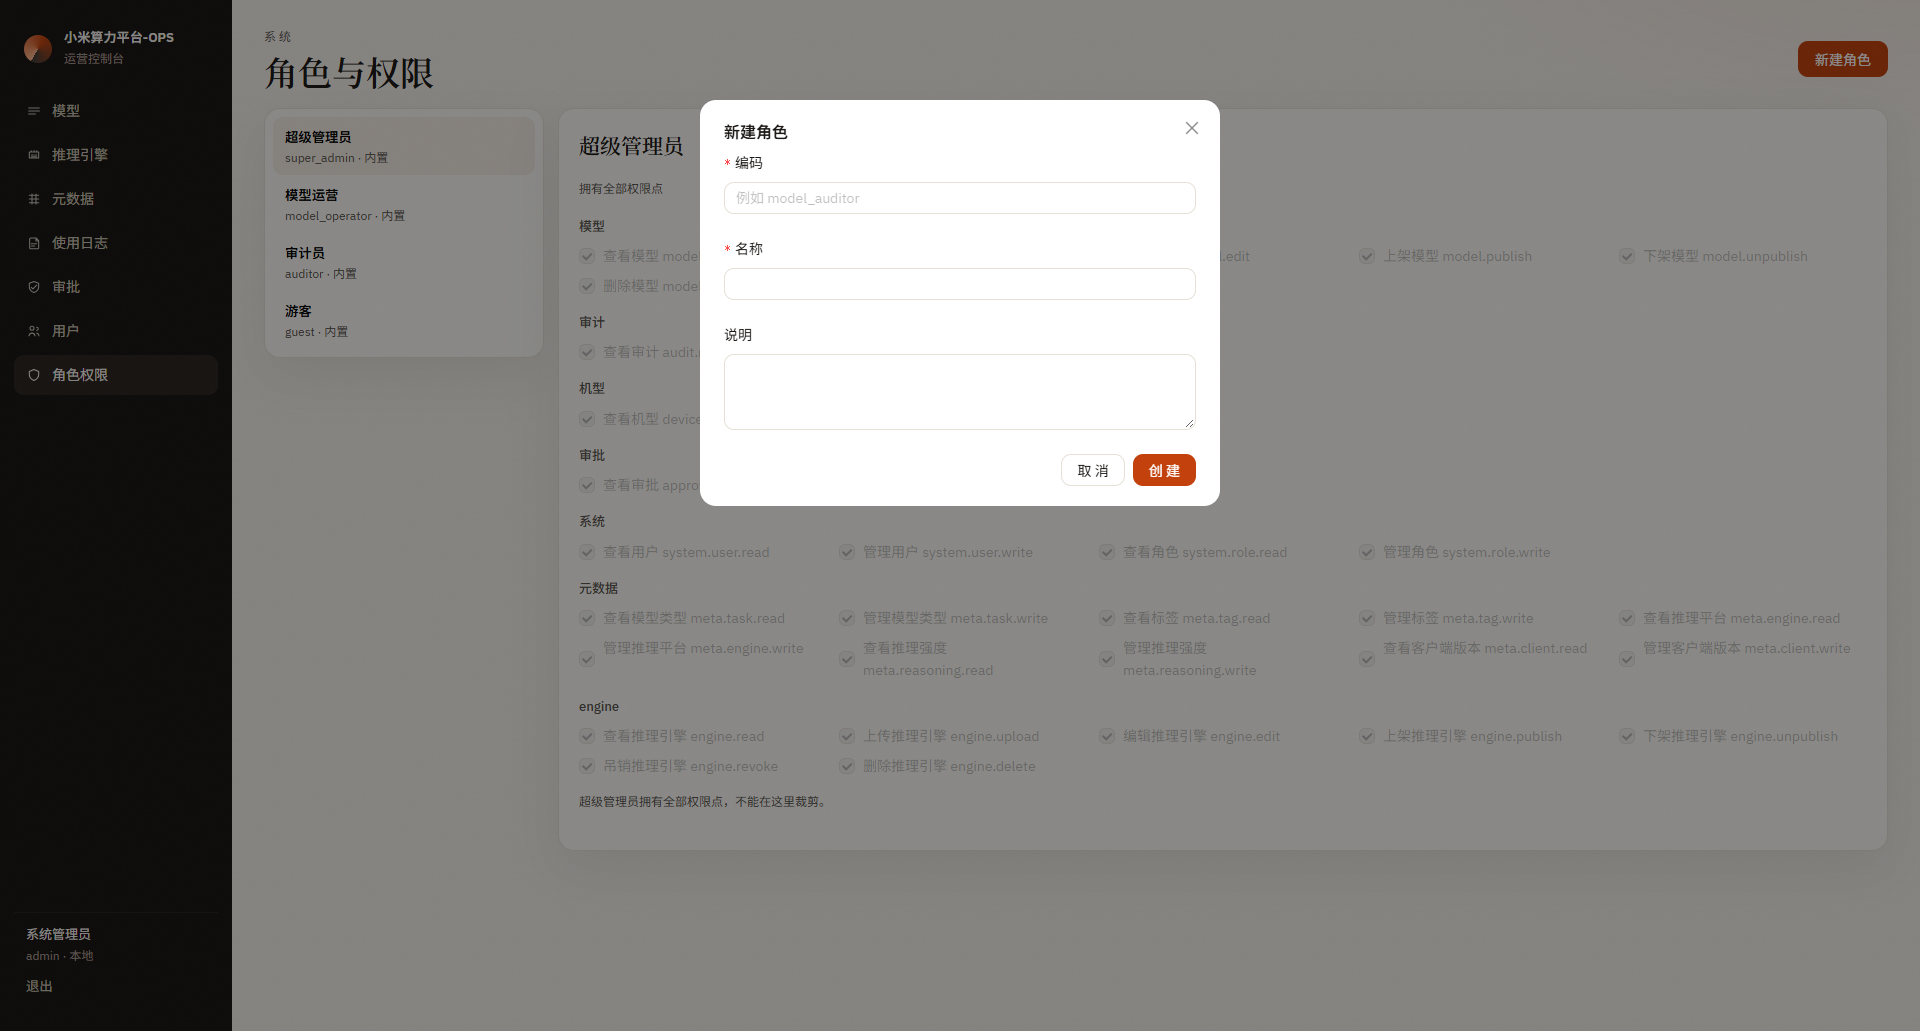 小米算力平台-OPS
运营控制台
模型
推理引擎
元数据
使用日志
审批
用户
角色权限
系统管理员
admin · 本地
退出
系统
角色与权限
新建角色
超级管理员
super_admin · 内置
模型运营
model_operator · 内置
审计员
auditor · 内置
游客
guest · 内置
超级管理员
拥有全部权限点
模型
查看模型 mode
.edit
上架模型 model.publish
下架模型 model.unpublish
删除模型 mode
审计
查看审计 audit.
机型
查看机型 device
审批
查看审批 appro
系统
查看用户 system.user.read
管理用户 system.user.write
查看角色 system.role.read
管理角色 system.role.write
元数据
查看模型类型 meta.task.read
管理模型类型 meta.task.write
查看标签 meta.tag.read
管理标签 meta.tag.write
查看推理平台 meta.engine.read
管理推理平台 meta.engine.write
查看推理强度
meta.reasoning.read
管理推理强度
meta.reasoning.write
查看客户端版本 meta.client.read
管理客户端版本 meta.client.write
engine
查看推理引擎 engine.read
上传推理引擎 engine.upload
编辑推理引擎 engine.edit
上架推理引擎 engine.publish
下架推理引擎 engine.unpublish
吊销推理引擎 engine.revoke
删除推理引擎 engine.delete
超级管理员拥有全部权限点，不能在这里裁剪。
新建角色
* 编码
例如 model_auditor
* 名称
说明
取 消
创 建